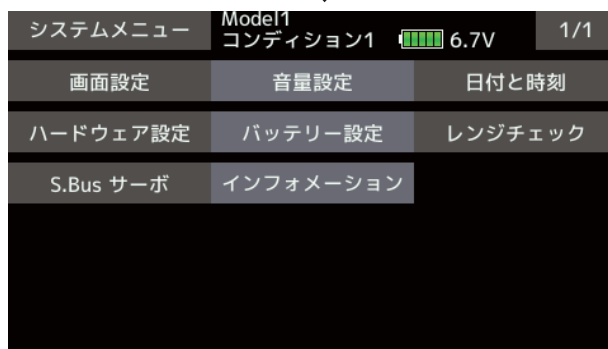 システムメニュー
Model1
コンディション1
6.7V
1/1
画面設定
音量設定
日付と時刻
ハードウェア設定
バッテリー設定
レンジチェック
S.Bus サーボ
インフォメーション